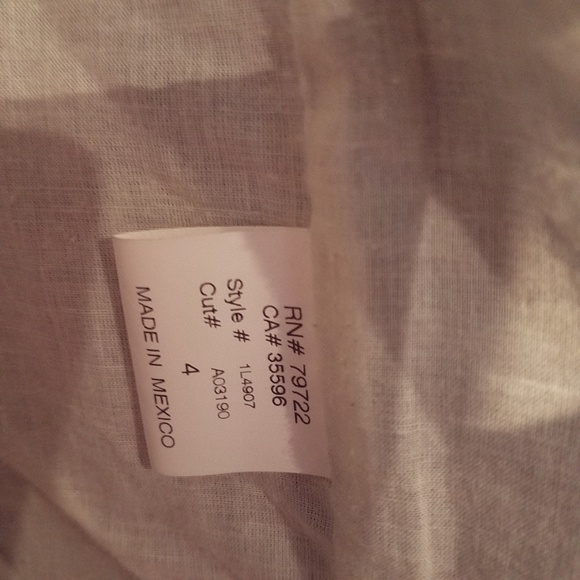 RN# 79722
CA# 35596
Style # 1L4907
Cut# A03190
4
MADE IN MEXICO